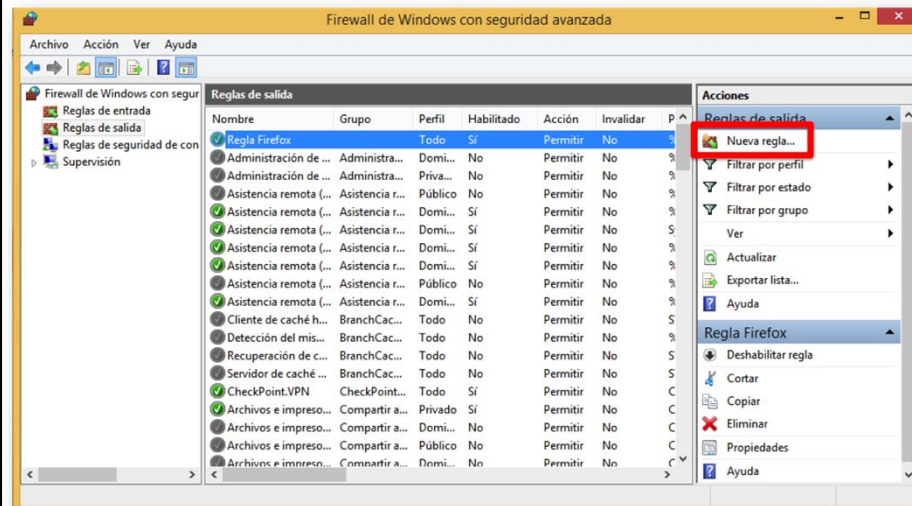 Firewall de Windows con seguridad avanzada
Archivo Acción Ver Ayuda
Firewall de Windows con segur
Reglas de entrada
Reglas de salida
Reglas de seguridad de con
Supervisión
Reglas de salida
Nombre Grupo Perfil Habilitado Acción Invalidar P
Regla Firefox Todo Sí Permitir No %
Administración de ... Administra... Domi... No Permitir No %
Administración de ... Administra... Priva... No Permitir No %
Asistencia remota (... Asistencia r... Público No Permitir No %
Asistencia remota (... Asistencia r... Domi... Sí Permitir No %
Asistencia remota (... Asistencia r... Domi... Sí Permitir No S
Asistencia remota (... Asistencia r... Domi... Sí Permitir No %
Asistencia remota (... Asistencia r... Domi... Sí Permitir No %
Asistencia remota (... Asistencia r... Público No Permitir No %
Asistencia remota (... Asistencia r... Domi... Sí Permitir No %
Cliente de caché h... BranchCac... Todo No Permitir No S
Detección del mis... BranchCac... Todo No Permitir No %
Recuperación de c... BranchCac... Todo No Permitir No S
Servidor de caché ... BranchCac... Todo No Permitir No S
CheckPoint.VPN CheckPoint... Todo Sí Permitir No C
Archivos e impreso... Compartir a... Privado Sí Permitir No C
Archivos e impreso... Compartir a... Domi... No Permitir No C
Archivos e impreso... Compartir a... Público No Permitir No C
Archivos e impreso... Compartir a... Domi... No Permitir No C
Acciones
Reglas de salida
Nueva regla...
Filtrar por perfil
Filtrar por estado
Filtrar por grupo
Ver
Actualizar
Exportar lista...
Ayuda
Regla Firefox
Deshabilitar regla
Cortar
Copiar
Eliminar
Propiedades
Ayuda